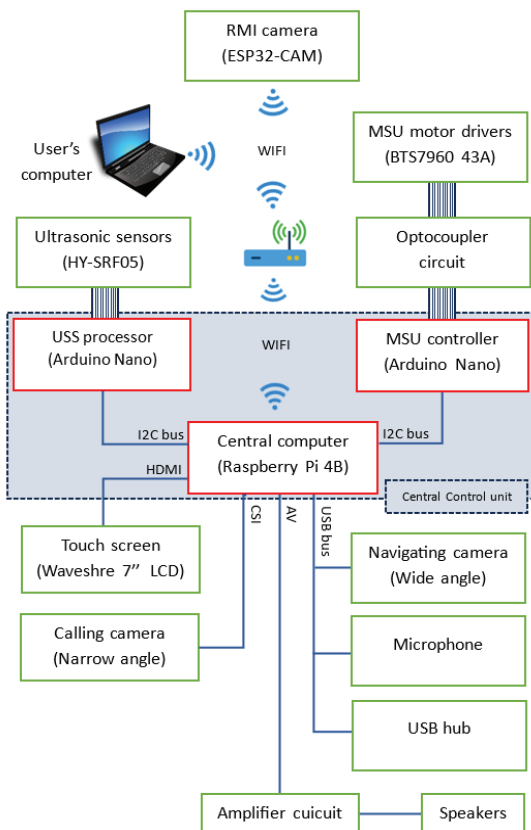 RMI camera
(ESP32-CAM)
User's
computer
WIFI
MSU motor drivers
(BTS7960 43A)
Ultrasonic sensors
(HY-SRF05)
Optocoupler
circuit
USS processor
(Arduino Nano)
WIFI
MSU controller
(Arduino Nano)
I2C bus
Central computer
(Raspberry Pi 4B)
I2C bus
HDMI
Central Control unit
CSI
AV
USB bus
Touch screen
(Waveshre 7” LCD)
Navigating camera
(Wide angle)
Calling camera
(Narrow angle)
Microphone
USB hub
Amplifier cuicuit
Speakers